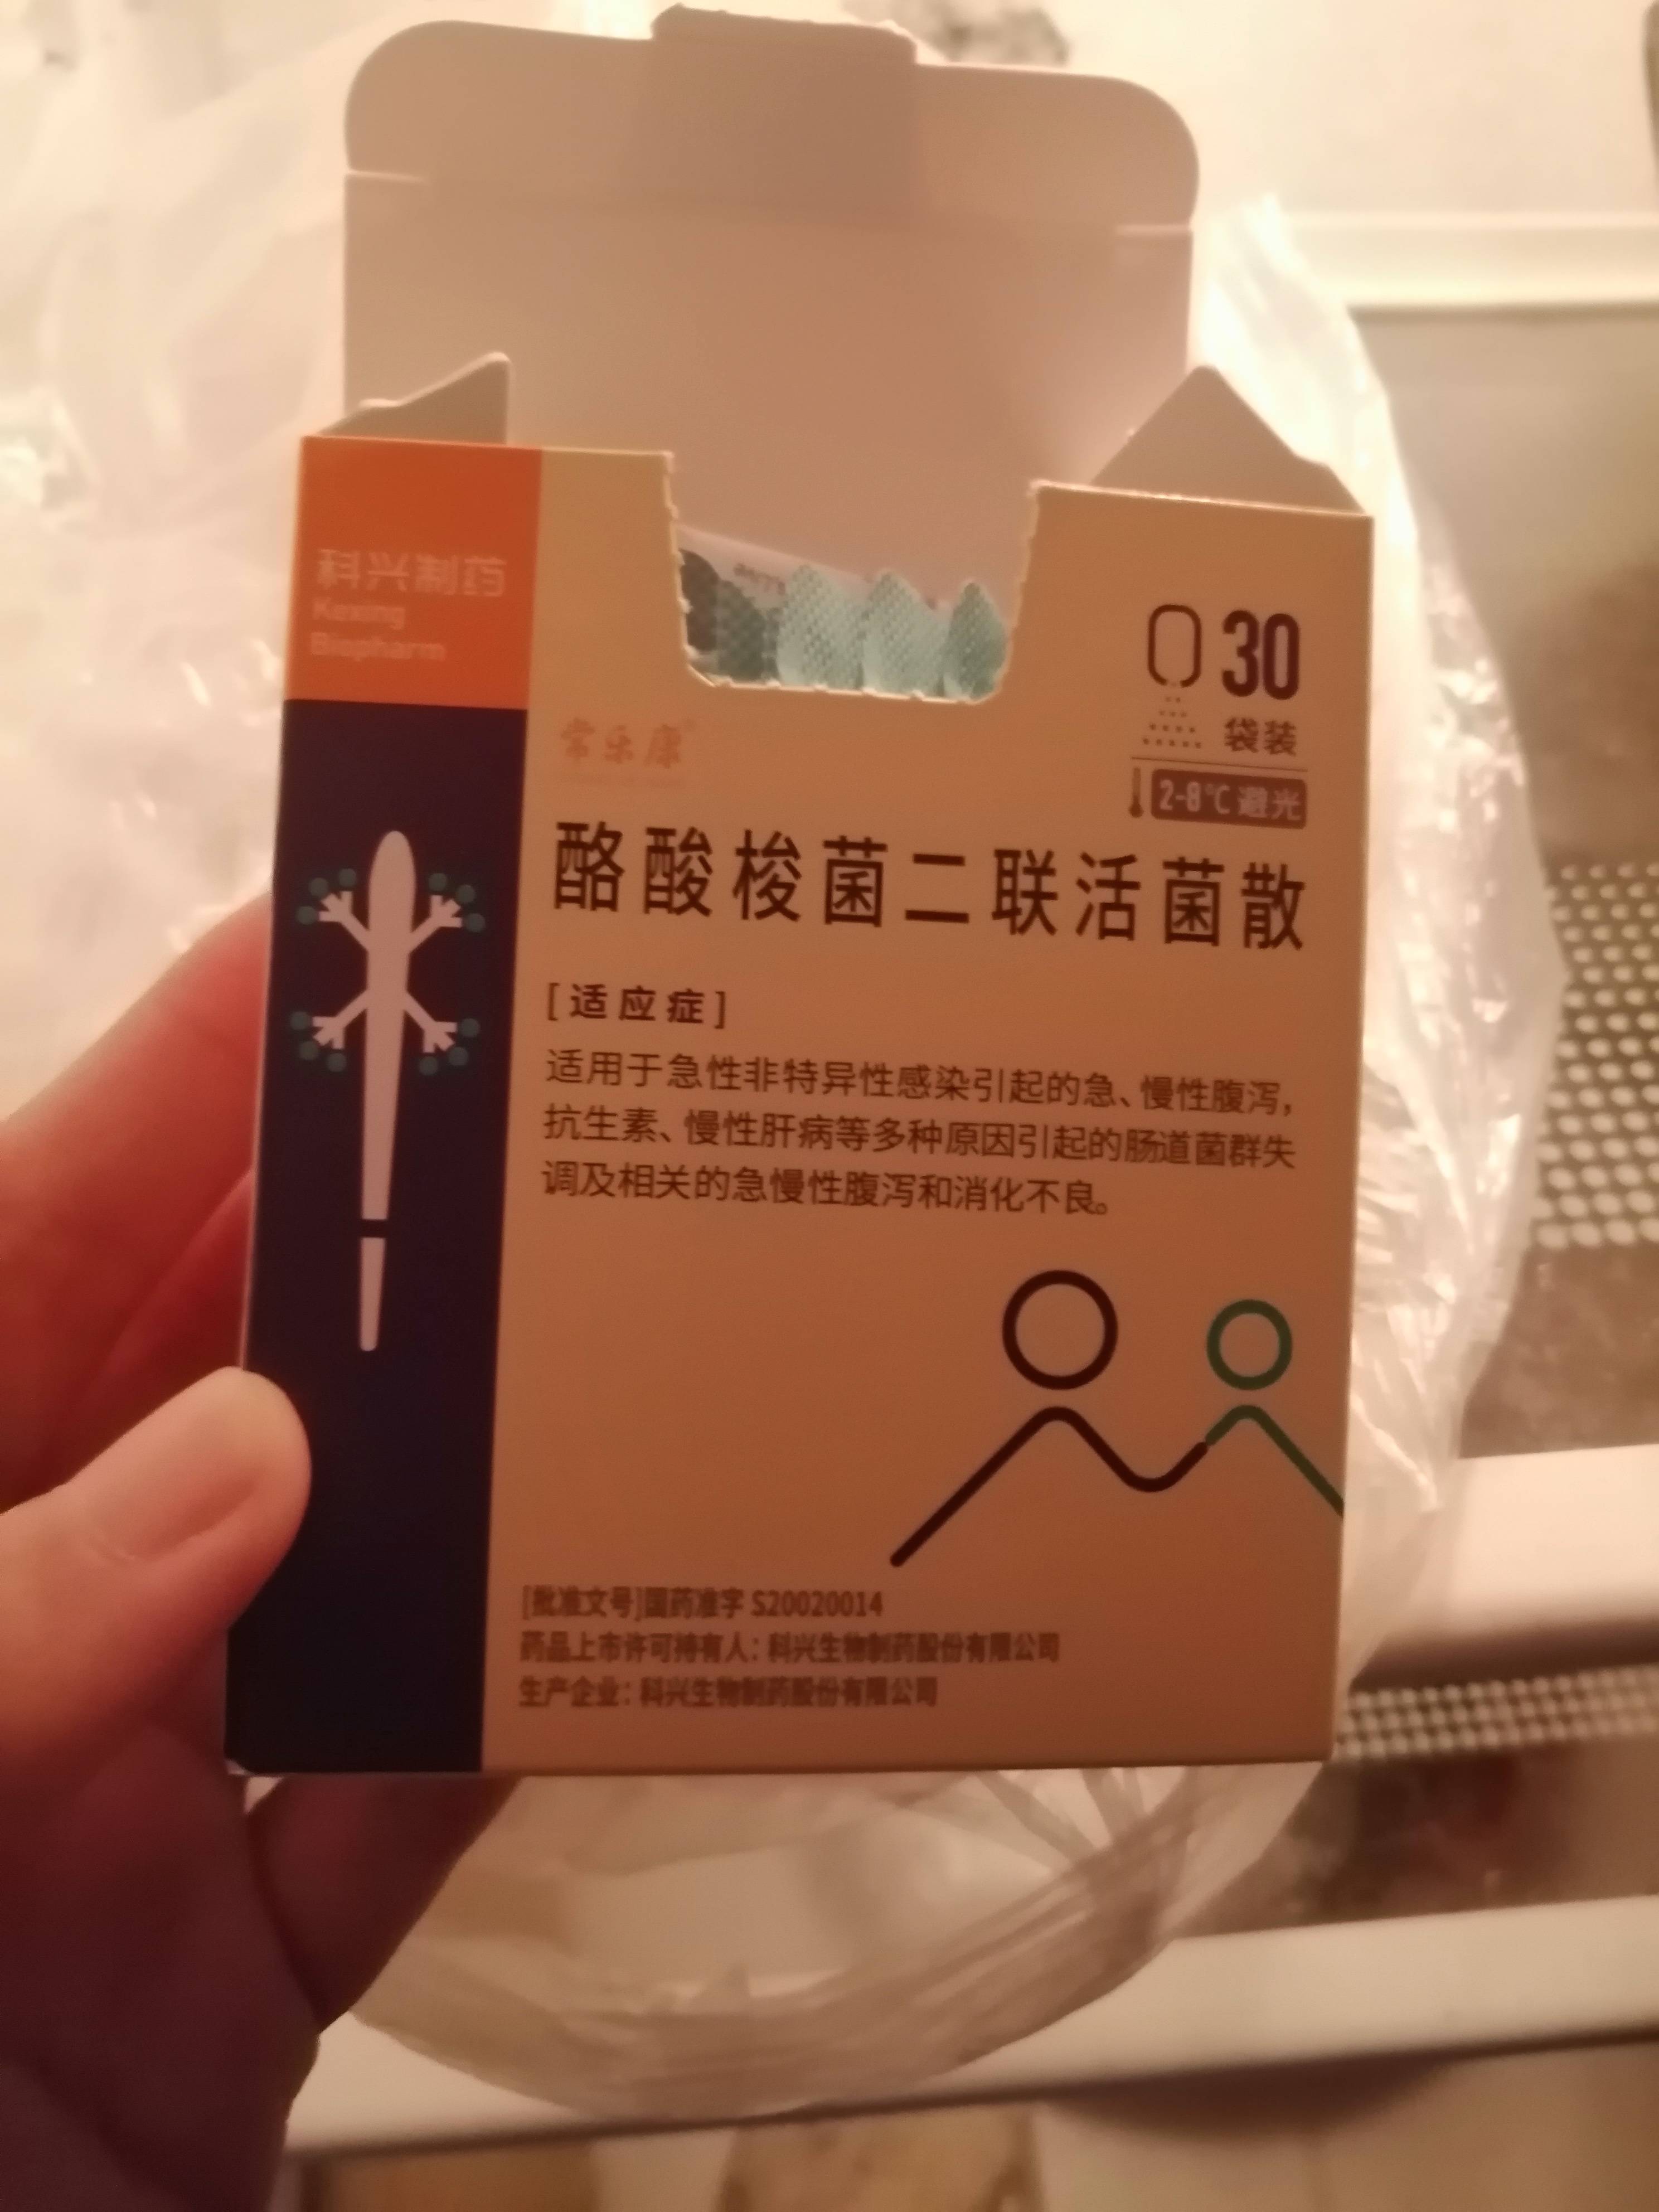 科兴制药
Kexing
Biopharm
30
袋装
2-8℃ 避光
常乐康®
酪酸梭菌二联活菌散
[适应症]
适用于急性非特异性感染引起的急、慢性腹泻,
抗生素、慢性肝病等多种原因引起的肠道菌群失
调及相关的急慢性腹泻和消化不良。
[批准文号]国药准字 S20020014
药品上市许可持有人：科兴生物制药股份有限公司
生产企业：科兴生物制药股份有限公司